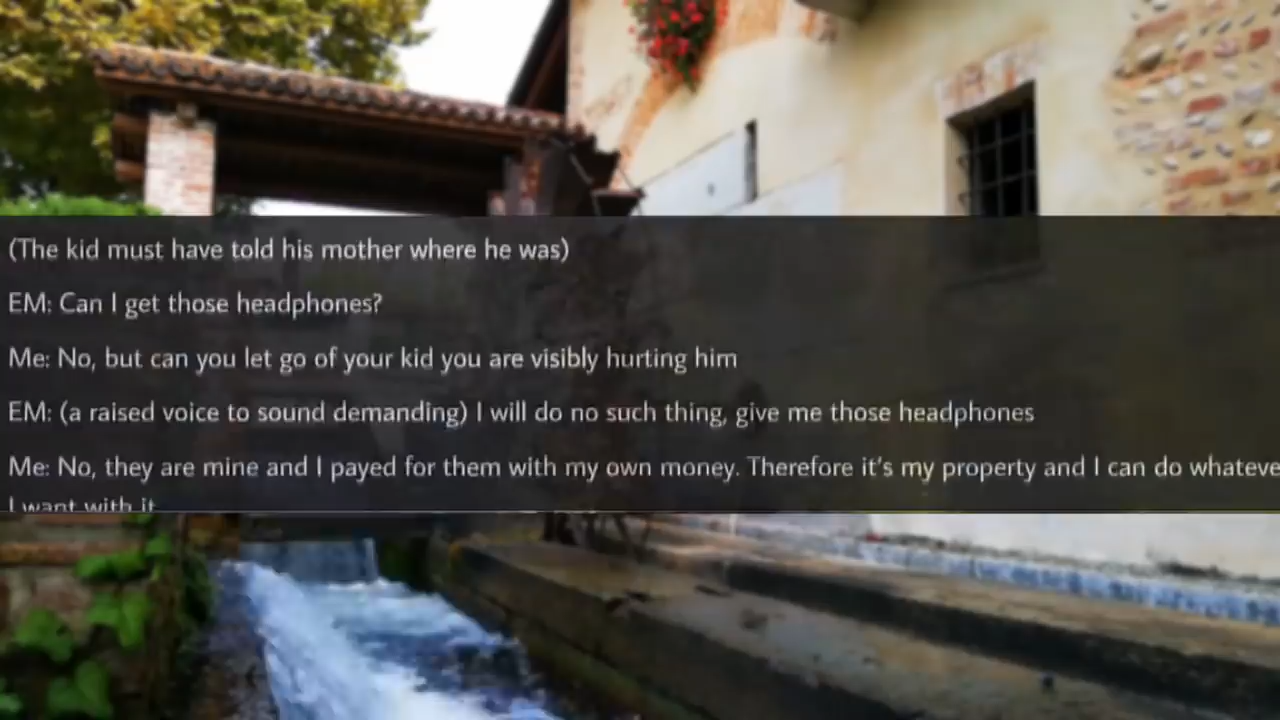 (The kid must have told his mother where he was)
EM: Can I get those headphones?
Me: No, but can you let go of your kid you are visibly hurting him
EM: (a raised voice to sound demanding) I will do no such thing, give me those headphones
Me: No, they are mine and I payed for them with my own money. Therefore it's my property and I can do whateve
I want with it